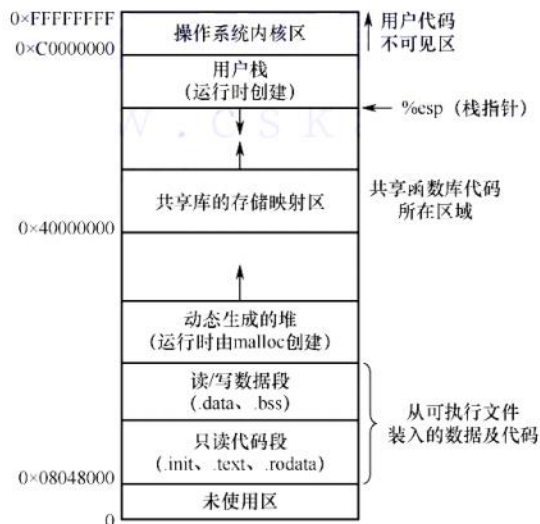 0×FFFFFFFF
操作系统内核区
用户代码
不可见区
0×C0000000
用户栈
(运行时创建)
%esp（栈指针）
W . C S K
共享库的存储映射区
共享函数库代码
所在区域
0×40000000
动态生成的堆
(运行时由malloc创建)
读/写数据段
(.data、.bss)
从可执行文件
装入的数据及代码
只读代码段
(.init、.text、.rodata)
0×08048000
未使用区
0